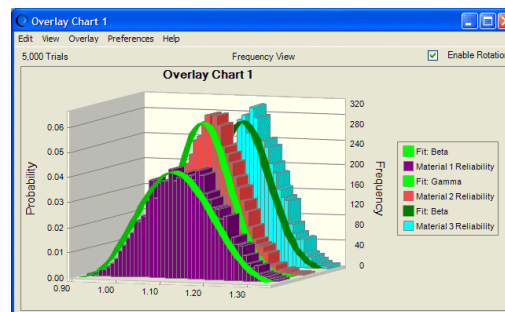 Overlay Chart 1
Edit View Overlay Preferences Help
5,000 Trials Frequency View Enable Rotation
Overlay Chart 1
0.06
0.05
0.04
0.03
0.02
0.01
0.00
Probability
0.90 1.00 1.10 1.20 1.30
320
280
240
200
160
120
80
40
0
Frequency
Fit: Beta
Material 1 Reliability
Fit: Gamma
Material 2 Reliability
Fit: Beta
Material 3 Reliability